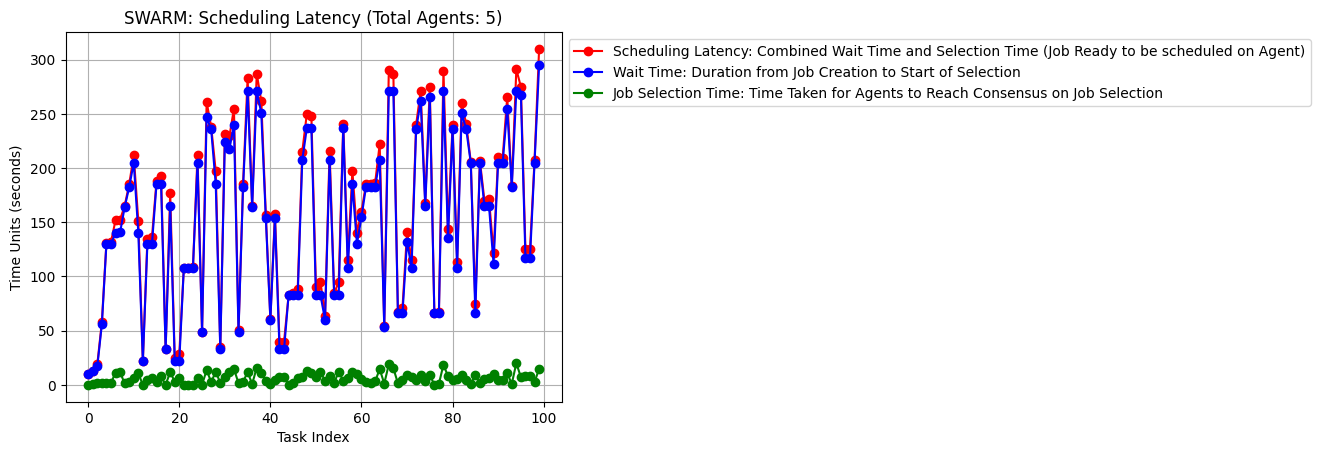 SWARM: Scheduling Latency (Total Agents: 5)
Scheduling Latency: Combined Wait Time and Selection Time (Job Ready to be scheduled on Agent)
Wait Time: Duration from Job Creation to Start of Selection
Job Selection Time: Time Taken for Agents to Reach Consensus on Job Selection
Time Units (seconds)
300
250
200
150
100
50
0
0 20 40 60 80 100
Task Index